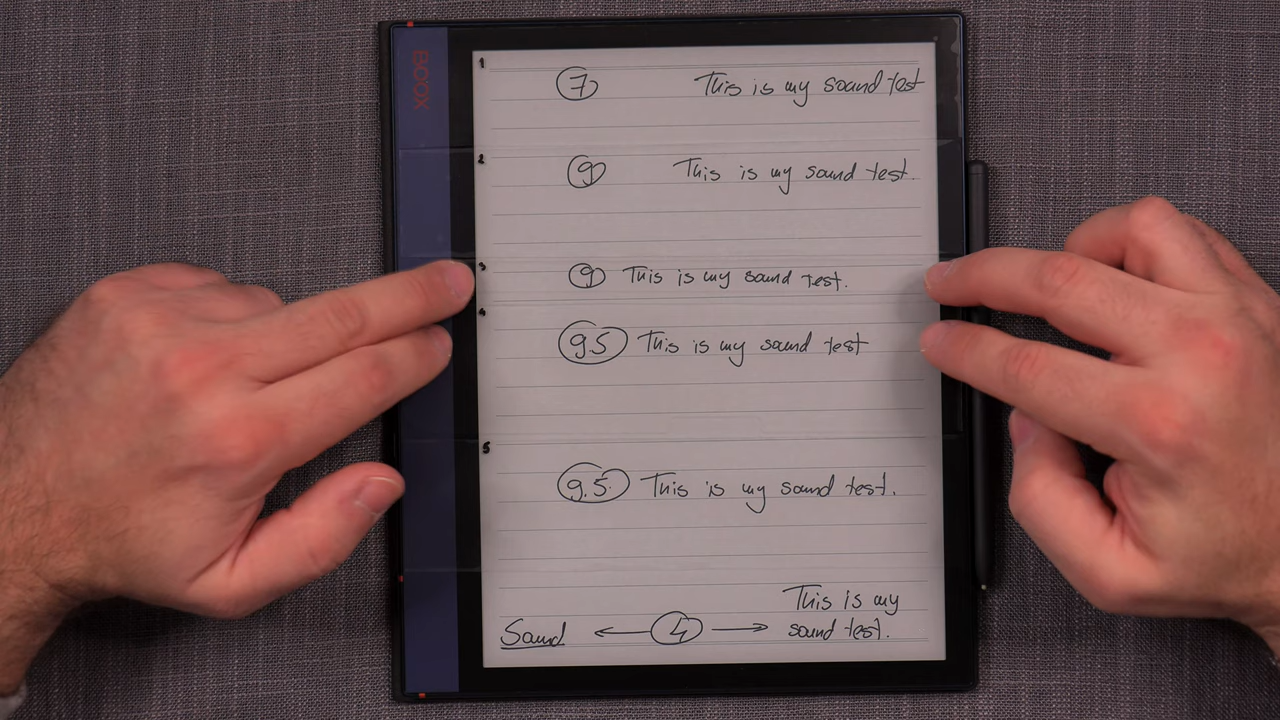 BOOX
1
7 This is my sound test
2
9 This is my sound test.
3
9 This is my sound test.
4
9.5 This is my sound test
5
9.5 This is my sound test.
This is my
Sound ← 4 → sound test.